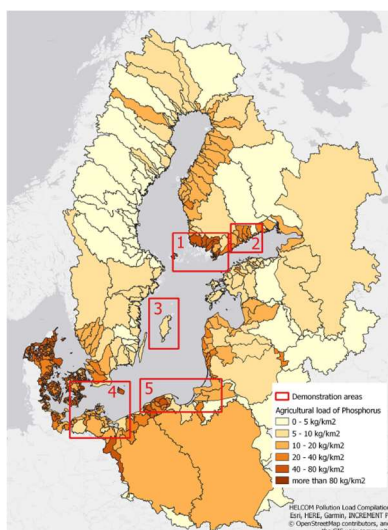 1
2
3
4
5
Demonstration areas
Agricultural load of Phosphorus
0 - 5 kg/km2
5 - 10 kg/km2
10 - 20 kg/km2
20 - 40 kg/km2
40 - 80 kg/km2
more than 80 kg/km2
HELCOM Pollution Load Compilation
Esri, HERE, Garmin, INCREMENT P
© OpenStreetMap contributors, and